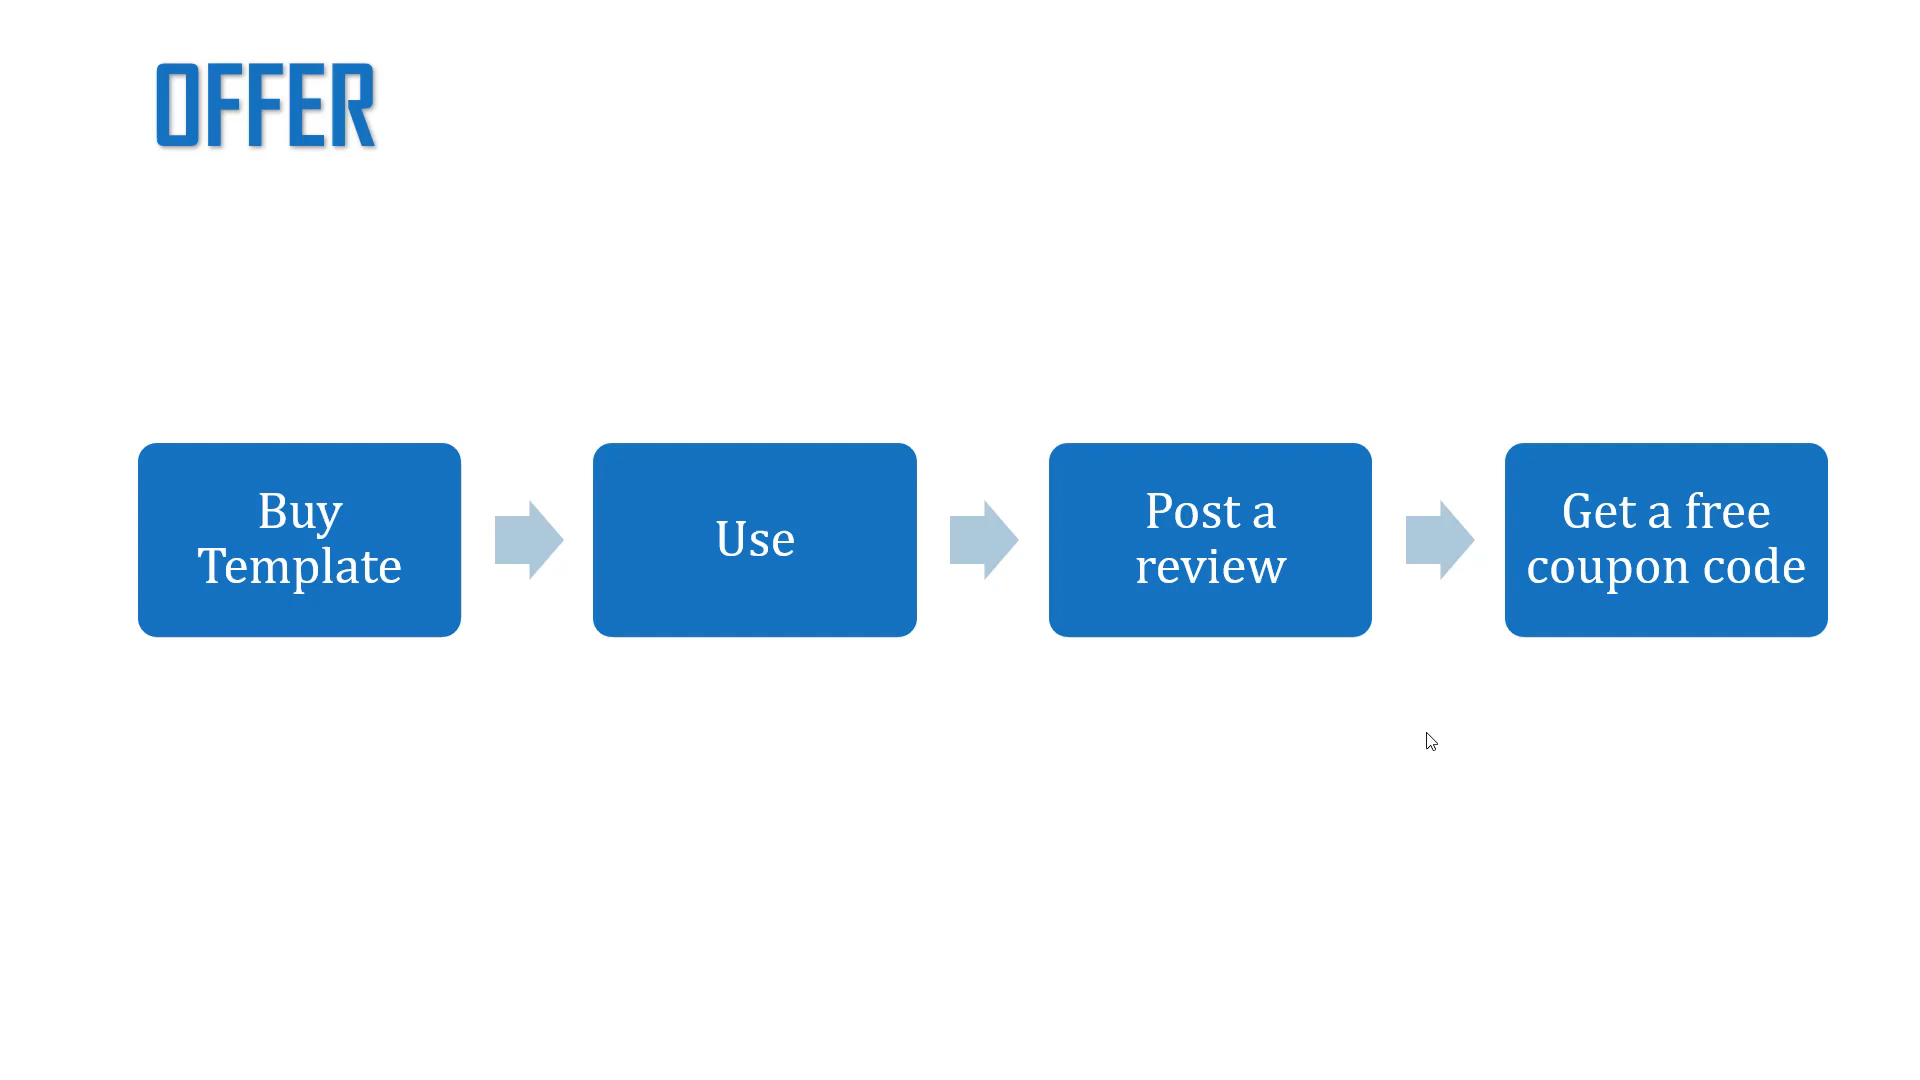 OFFER
Buy
Template
Use
Post a
review
Get a free
coupon code